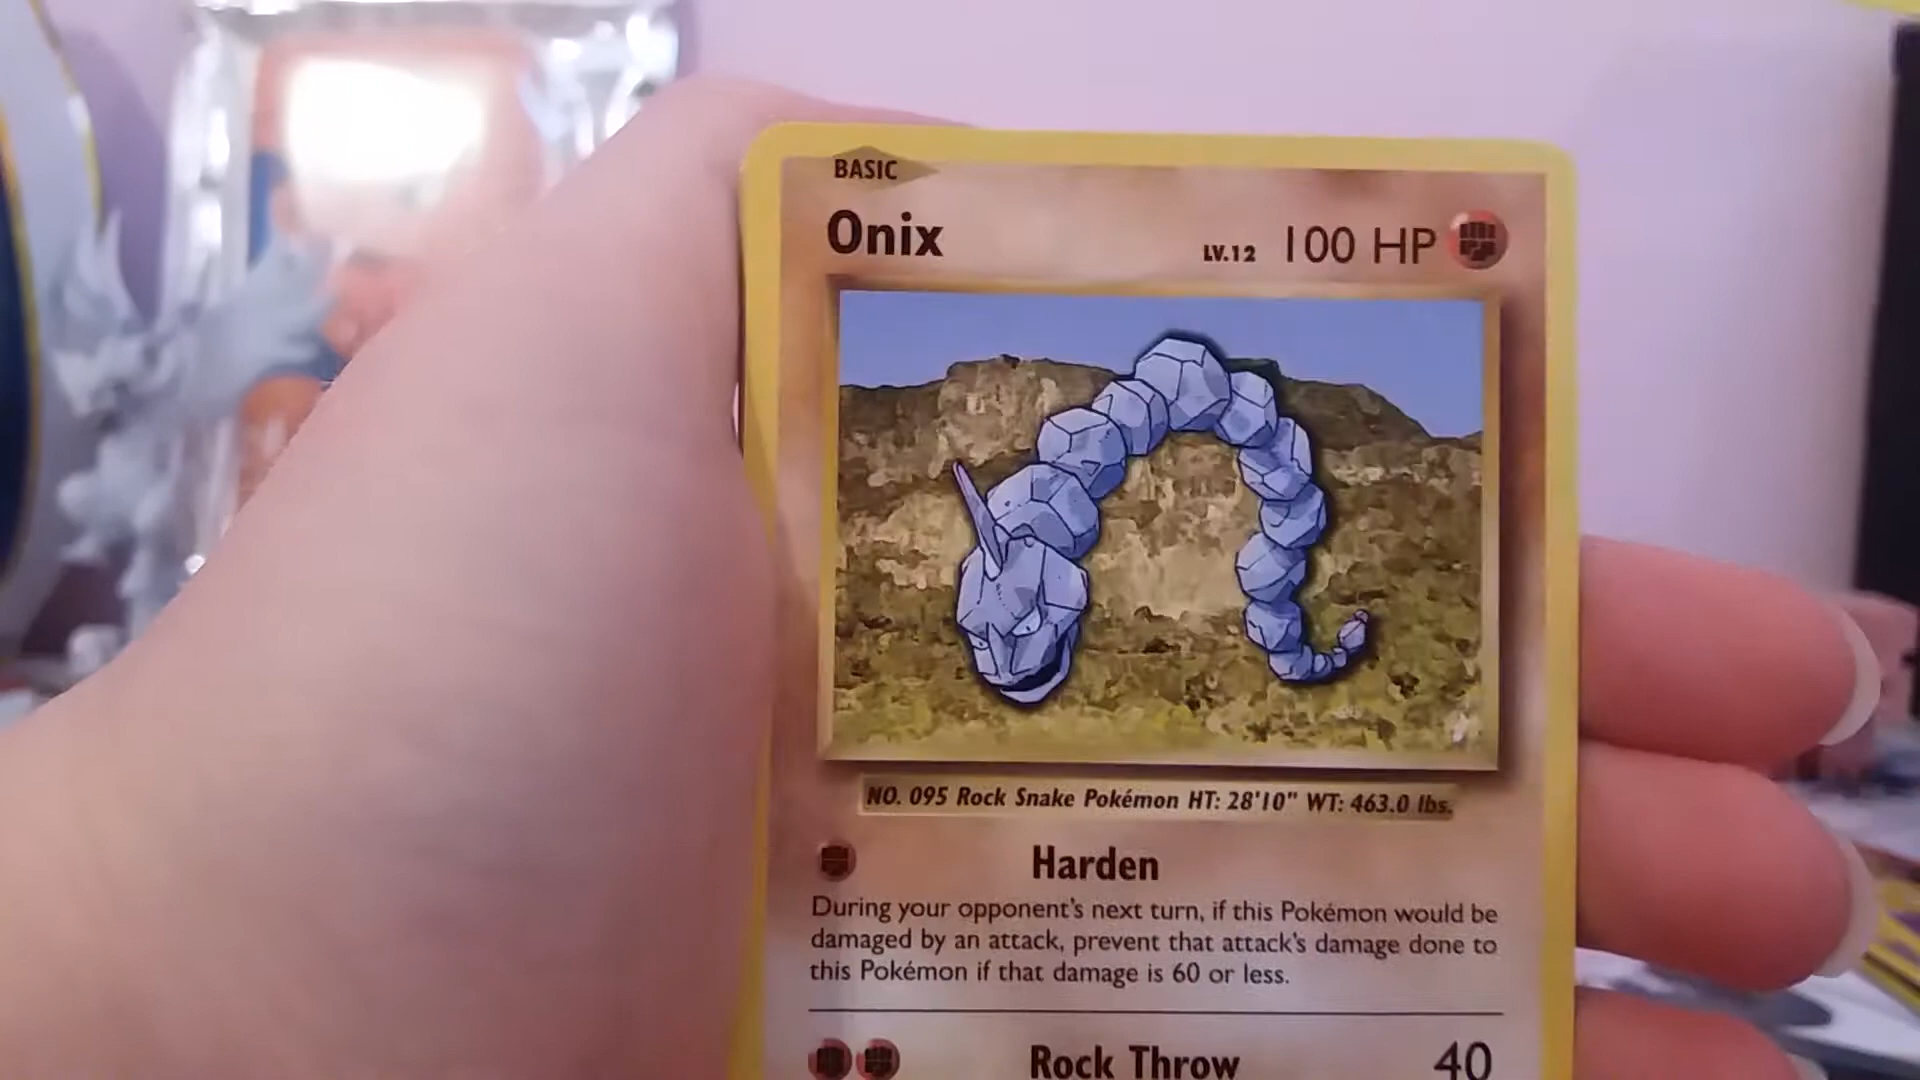 BASIC
Onix LV.12 100 HP
NO. 095 Rock Snake Pokémon HT: 28'10" WT: 463.0 lbs.
Harden
During your opponent's next turn, if this Pokémon would be
damaged by an attack, prevent that attack's damage done to
this Pokémon if that damage is 60 or less.
Rock Throw 40